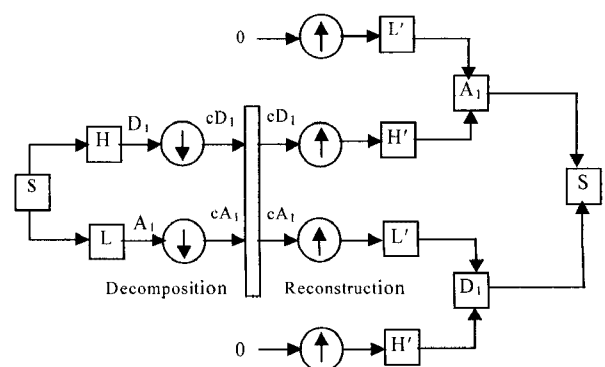 0 L′
A₁
D₁ cD₁ cD₁
H H′
S S
A₁ cA₁ cA₁
L L′
Decomposition Reconstruction D₁
0 H′